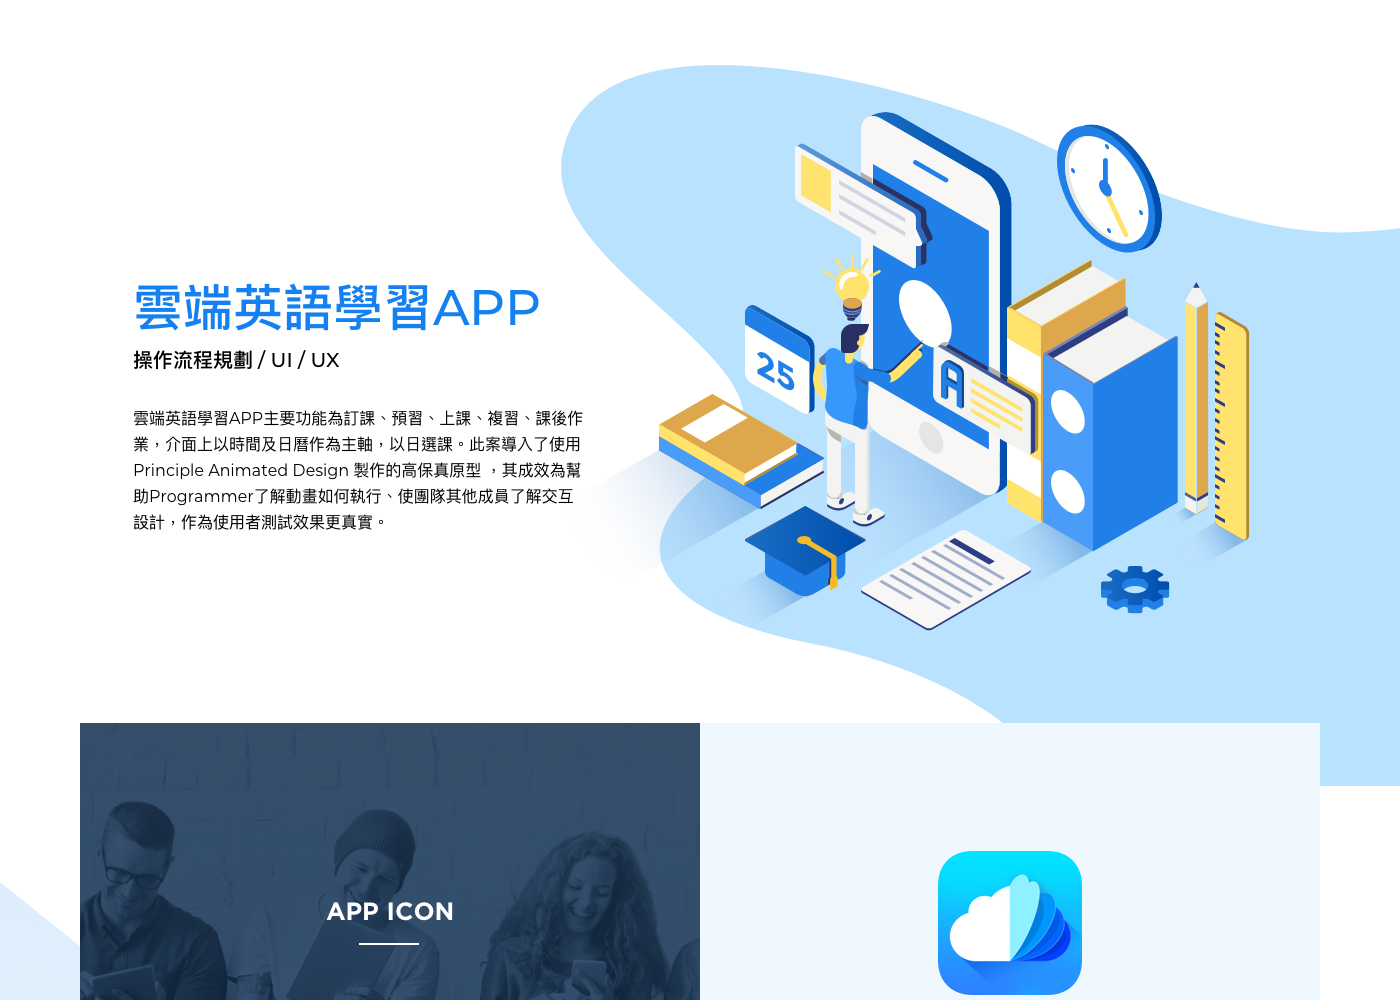 雲端英語學習APP
操作流程規劃 / UI / UX
雲端英語學習APP主要功能為訂課、預習、上課、複習、課後作
業，介面上以時間及日曆作為主軸，以日選課。此案導入了使用
Principle Animated Design 製作的高保真原型 ，其成效為幫
助Programmer了解動畫如何執行、使團隊其他成員了解交互
設計，作為使用者測試效果更真實。
25
A
APP ICON